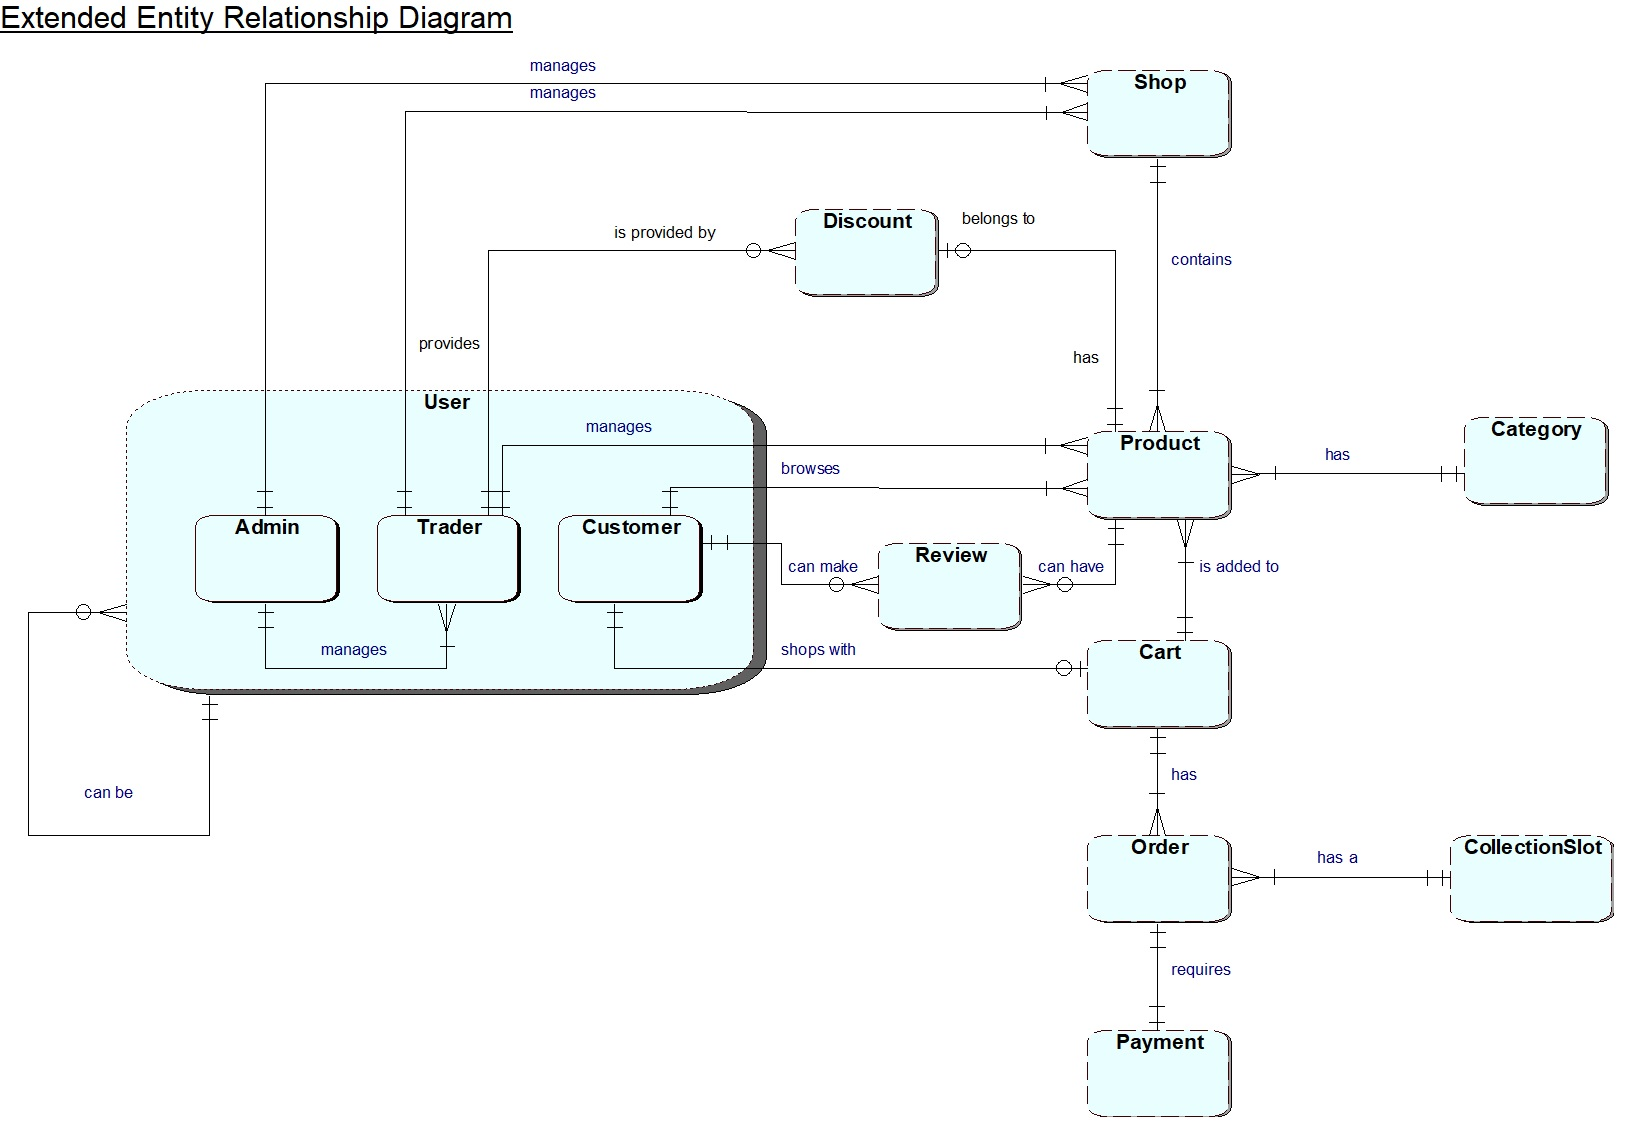 Extended Entity Relationship Diagram
manages
Shop
manages
Discount
belongs to
is provided by
contains
provides
has
User
manages
Product
Category
browses
has
Admin
Trader
Customer
Review
can make
can have
is added to
manages
shops with
Cart
has
can be
Order
CollectionSlot
has a
requires
Payment